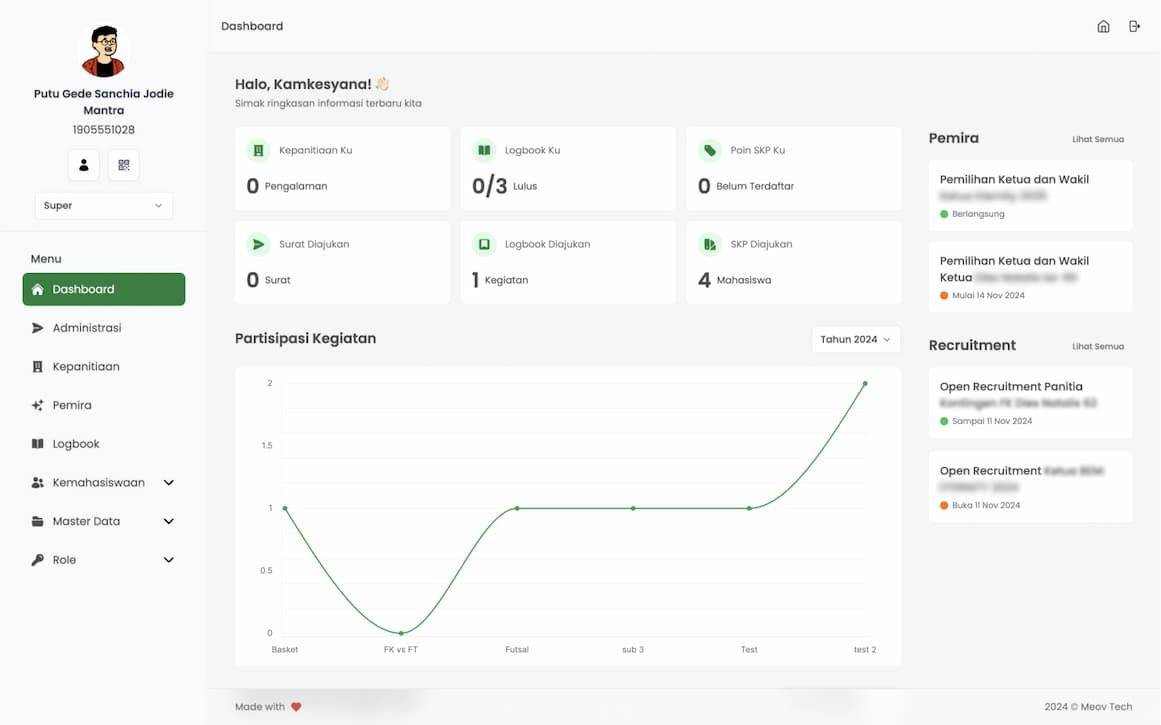 Putu Gede Sanchia Jodie
Mantra
1905551028
Super
Menu
Dashboard
Administrasi
Kepanitiaan
Pemira
Logbook
Kemahasiswaan
Master Data
Role
Dashboard
Halo, Kamkesyana! 👋🏻
Simak ringkasan informasi terbaru kita
Kepanitiaan Ku
0 Pengalaman
Logbook Ku
0/3 Lulus
Poin SKP Ku
0 Belum Terdaftar
Surat Diajukan
0 Surat
Logbook Diajukan
1 Kegiatan
SKP Diajukan
4 Mahasiswa
Partisipasi Kegiatan
Tahun 2024
2
1.5
1
0.5
0
Basket FK vs FT Futsal sub 3 Test test 2
Pemira Lihat Semua
Pemilihan Ketua dan Wakil
Berlangsung
Pemilihan Ketua dan Wakil
Ketua
Mulai 14 Nov 2024
Recruitment Lihat Semua
Open Recruitment Panitia
Sampai 11 Nov 2024
Open Recruitment
Buka 11 Nov 2024
Made with ❤
2024 © Meov Tech